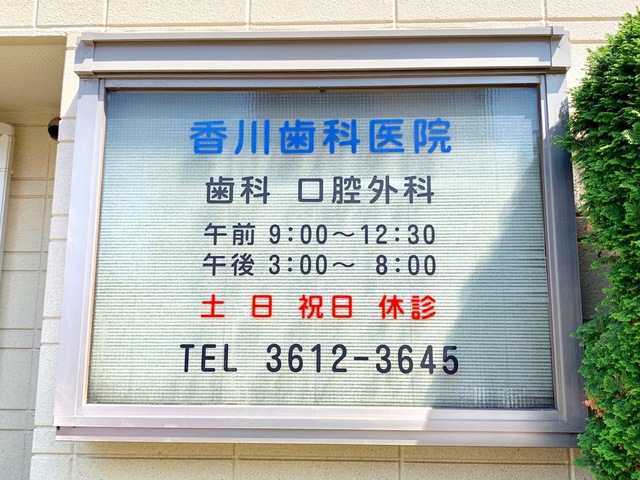 香川歯科医院
歯科 口腔外科
午前 9:00～12:30
午後 3:00～ 8:00
土 日 祝日 休診
TEL 3612-3645